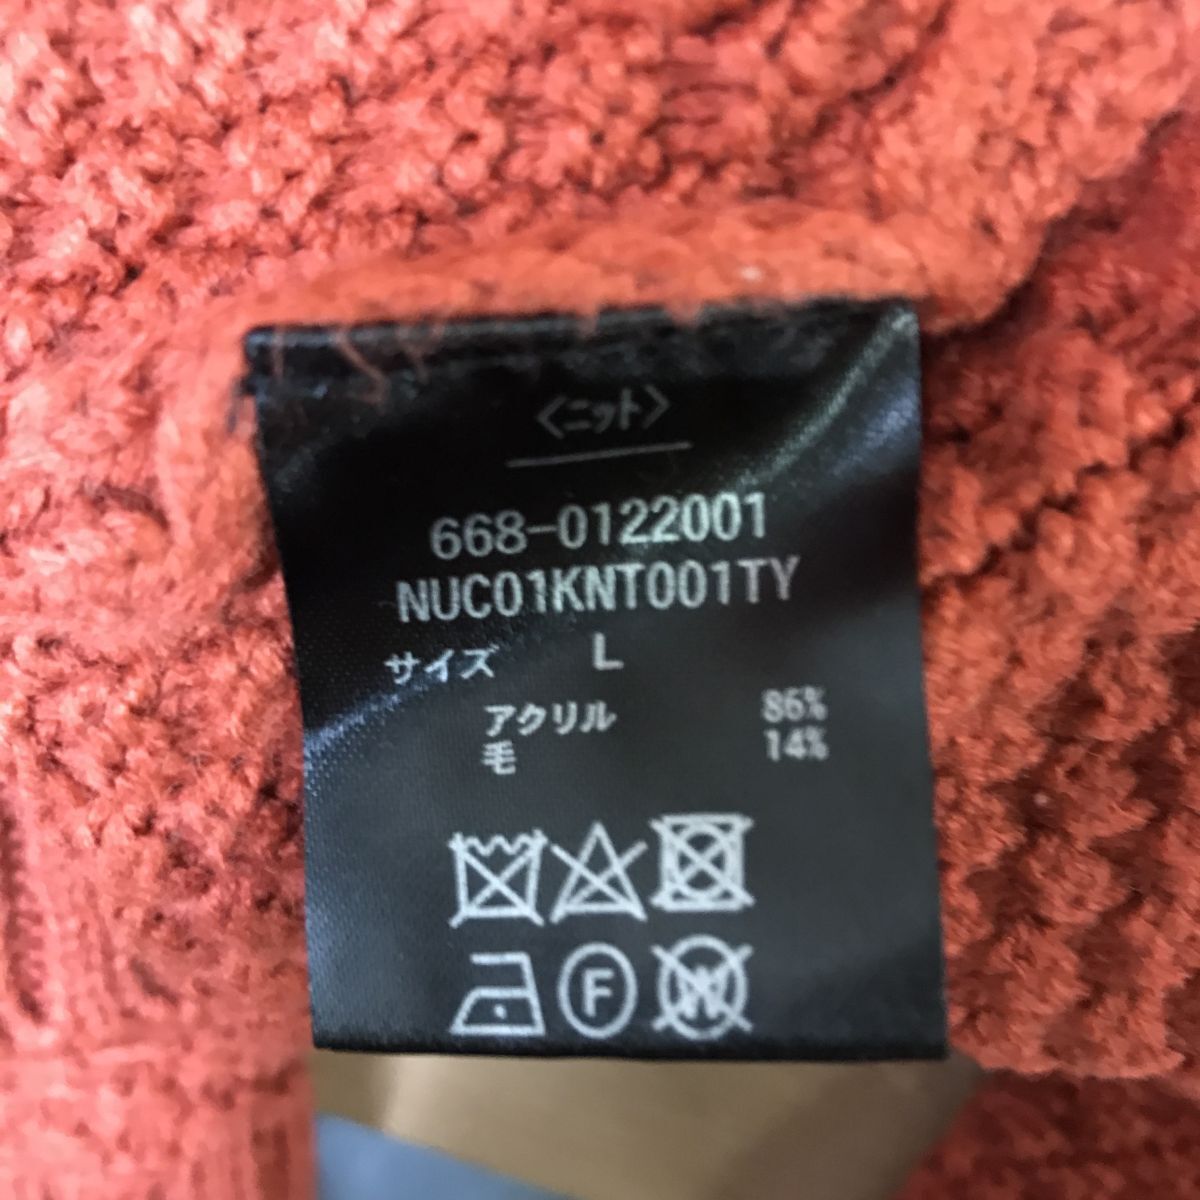 〈ニット〉
668-0122001
NUC01KNT001TY
サイズ L
アクリル 86%
毛 14%
F
W